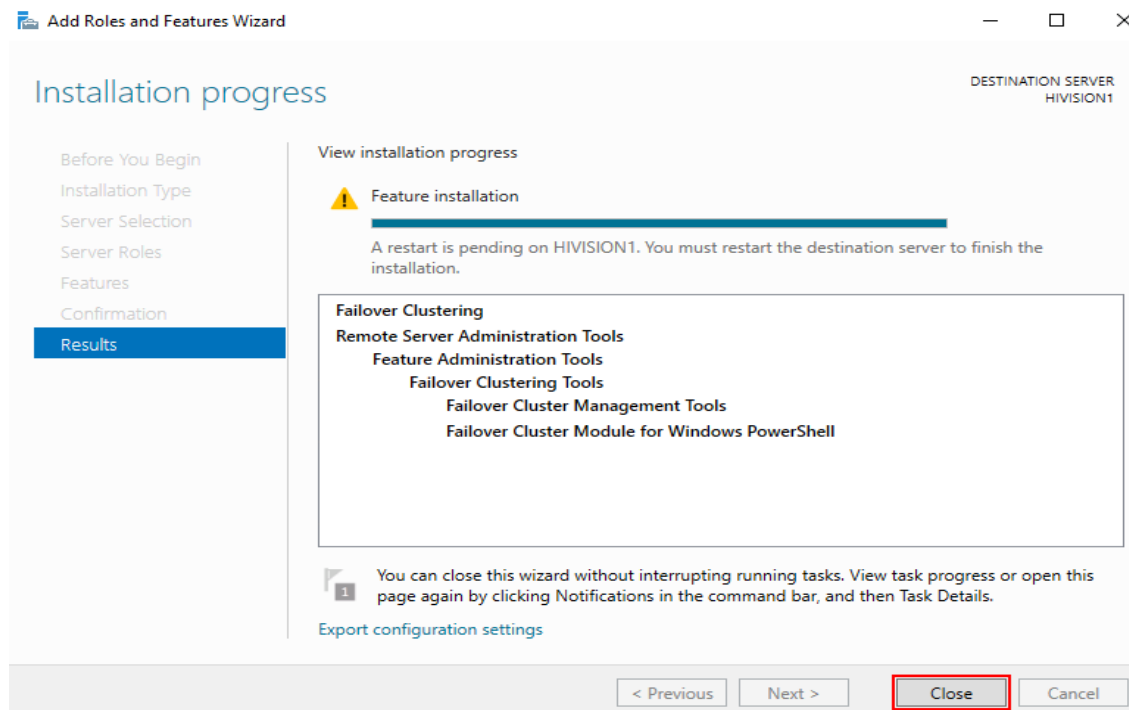 Add Roles and Features Wizard
Installation progress
DESTINATION SERVER
HIVISION1
Before You Begin
Installation Type
Server Selection
Server Roles
Features
Confirmation
Results
View installation progress
Feature installation
A restart is pending on HIVISION1. You must restart the destination server to finish the
installation.
Failover Clustering
Remote Server Administration Tools
Feature Administration Tools
Failover Clustering Tools
Failover Cluster Management Tools
Failover Cluster Module for Windows PowerShell
1
You can close this wizard without interrupting running tasks. View task progress or open this
page again by clicking Notifications in the command bar, and then Task Details.
Export configuration settings
< Previous
Next >
Close
Cancel